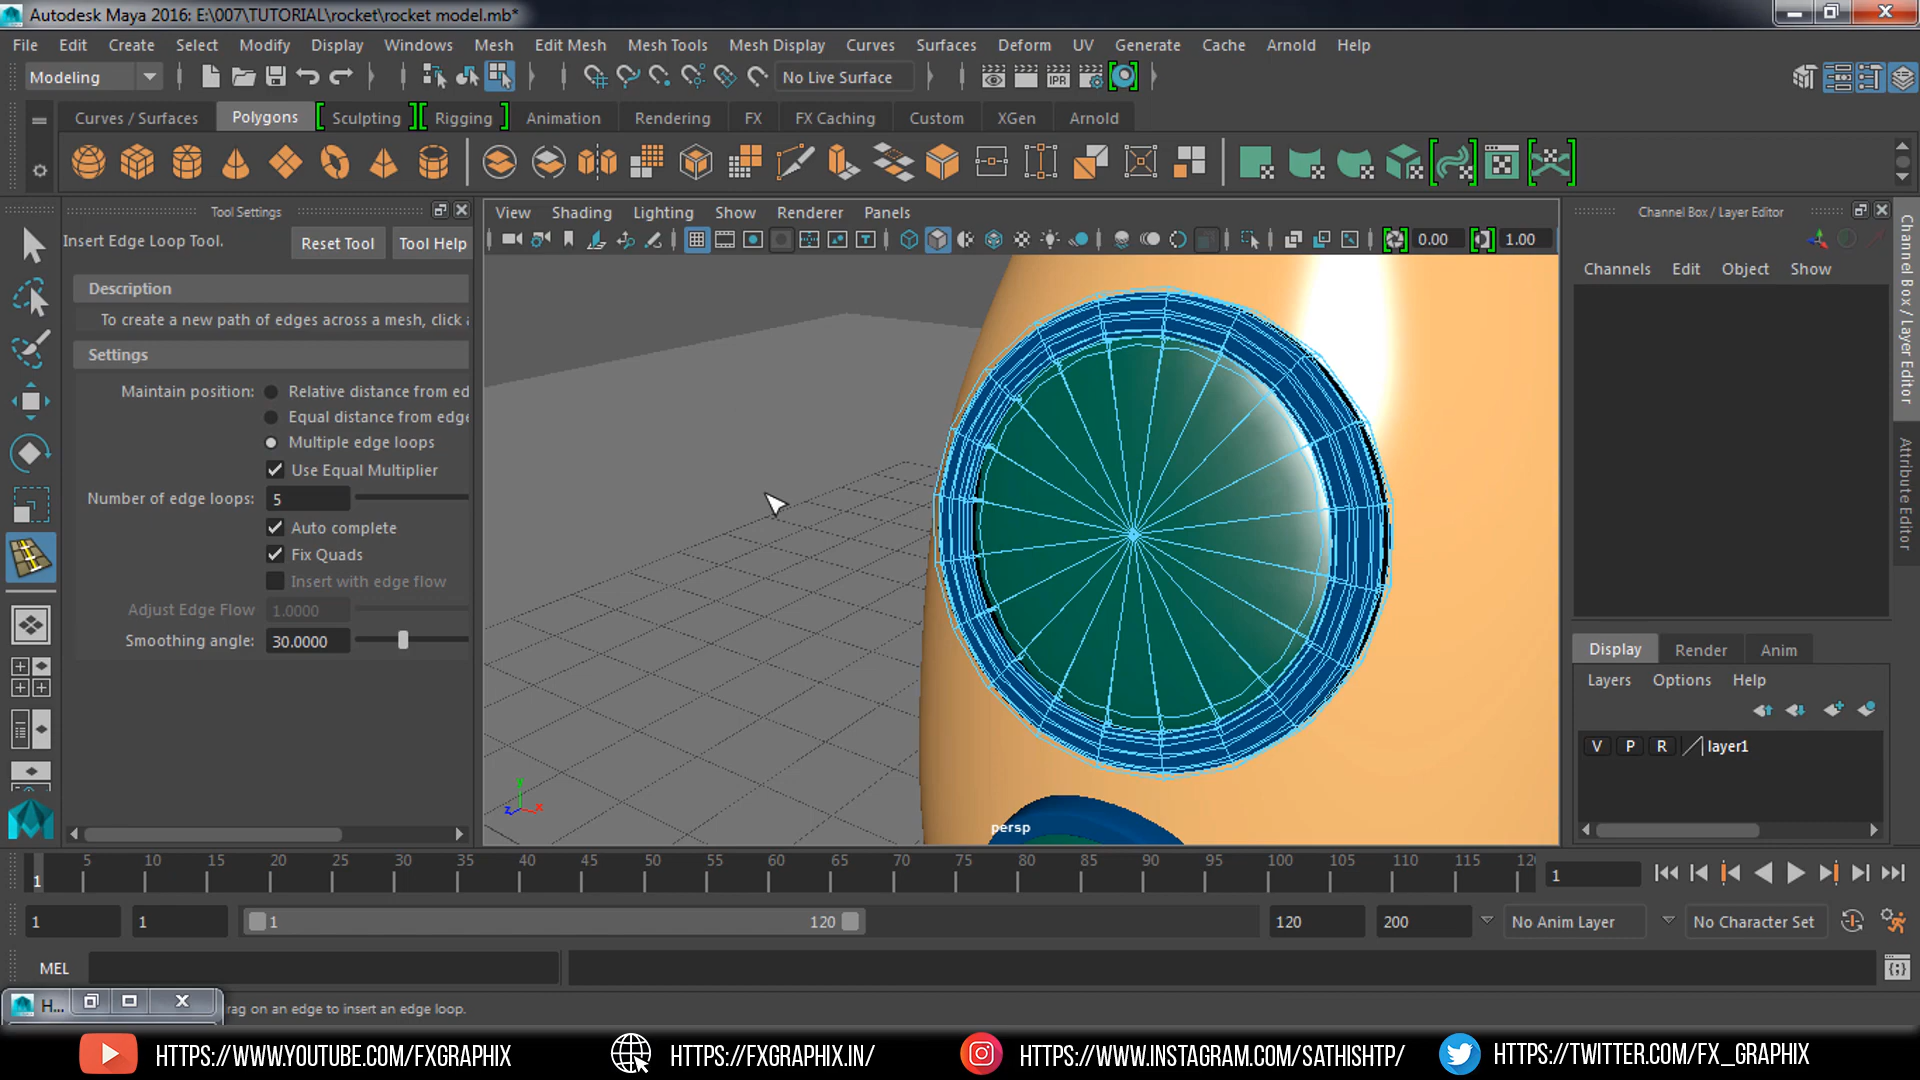 Autodesk Maya 2016: E:\007\TUTORIAL\rocket\rocket model.mb*
File Edit Create Select Modify Display Windows Mesh Edit Mesh Mesh Tools Mesh Display Curves Surfaces Deform UV Generate Cache Arnold Help
Modeling No Live Surface IPR
Curves / Surfaces Polygons Sculpting Rigging Animation Rendering FX FX Caching Custom XGen Arnold
Tool Settings
Insert Edge Loop Tool. Reset Tool Tool Help
Description
To create a new path of edges across a mesh, click
Settings
Maintain position: Relative distance from ed
Equal distance from edge
Multiple edge loops
Use Equal Multiplier
Number of edge loops: 5
Auto complete
Fix Quads
Insert with edge flow
Adjust Edge Flow 1.0000
Smoothing angle: 30.0000
View Shading Lighting Show Renderer Panels
0.00 1.00
y
z x
persp
Channel Box / Layer Editor
Channels Edit Object Show
Channel Box / Layer Editor
Attribute Editor
Display Render Anim
Layers Options Help
V P R layer1
1 5 10 15 20 25 30 35 40 45 50 55 60 65 70 75 80 85 90 95 100 105 110 115 12
1
1 1 1 120 120 200 No Anim Layer No Character Set
MEL
H...
rag on an edge to insert an edge loop.
HTTPS://WWW.YOUTUBE.COM/FXGRAPHIX
HTTPS://FXGRAPHIX.IN/
HTTPS://WWW.INSTAGRAM.COM/SATHISHTP/
HTTPS://TWITTER.COM/FX_GRAPHIX